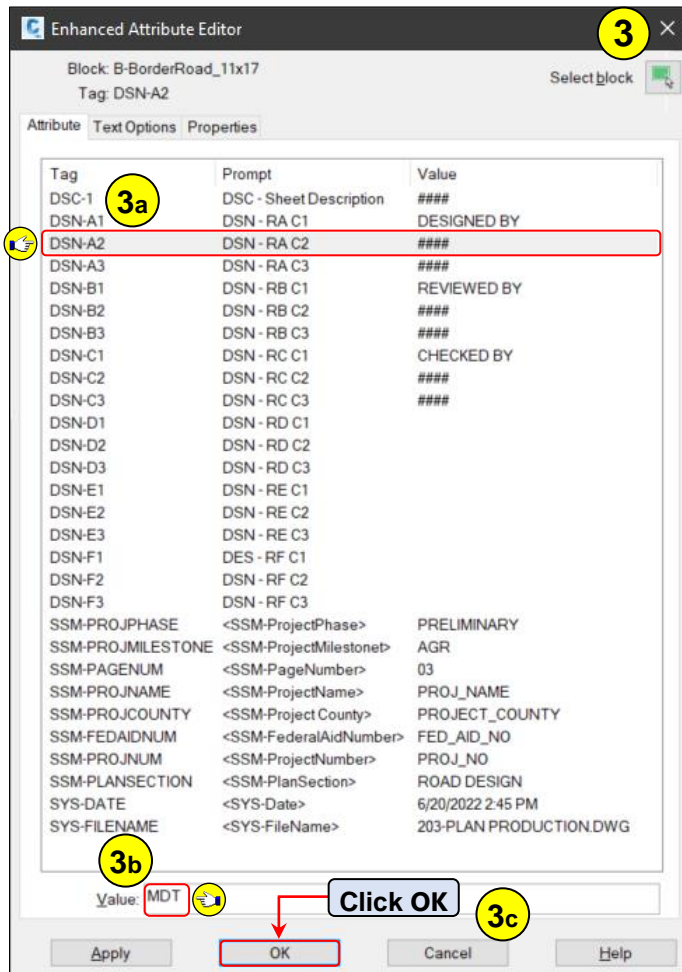 Enhanced Attribute Editor 3
Block: B-BorderRoad_11x17
Tag: DSN-A2
Select block
Attribute Text Options Properties
Tag Prompt Value
DSC-1 DSC - Sheet Description ####
3a
DSN-A1 DSN - RA C1 DESIGNED BY
DSN-A2 DSN - RA C2 ####
DSN-A3 DSN - RA C3 ####
DSN-B1 DSN - RB C1 REVIEWED BY
DSN-B2 DSN - RB C2 ####
DSN-B3 DSN - RB C3 ####
DSN-C1 DSN - RC C1 CHECKED BY
DSN-C2 DSN - RC C2 ####
DSN-C3 DSN - RC C3 ####
DSN-D1 DSN - RD C1
DSN-D2 DSN - RD C2
DSN-D3 DSN - RD C3
DSN-E1 DSN - RE C1
DSN-E2 DSN - RE C2
DSN-E3 DSN - RE C3
DSN-F1 DES - RF C1
DSN-F2 DSN - RF C2
DSN-F3 DSN - RF C3
SSM-PROJPHASE <SSM-ProjectPhase> PRELIMINARY
SSM-PROJMILESTONE <SSM-ProjectMilestonet> AGR
SSM-PAGENUM <SSM-PageNumber> 03
SSM-PROJNAME <SSM-ProjectName> PROJ_NAME
SSM-PROJCOUNTY <SSM-Project County> PROJECT_COUNTY
SSM-FEDAIDNUM <SSM-FederalAidNumber> FED_AID_NO
SSM-PROJNUM <SSM-ProjectNumber> PROJ_NO
SSM-PLANSECTION <SSM-PlanSection> ROAD DESIGN
SYS-DATE <SYS-Date> 6/20/2022 2:45 PM
SYS-FILENAME <SYS-FileName> 203-PLAN PRODUCTION.DWG
3b
Value: MDT
Click OK
3c
Apply OK Cancel Help